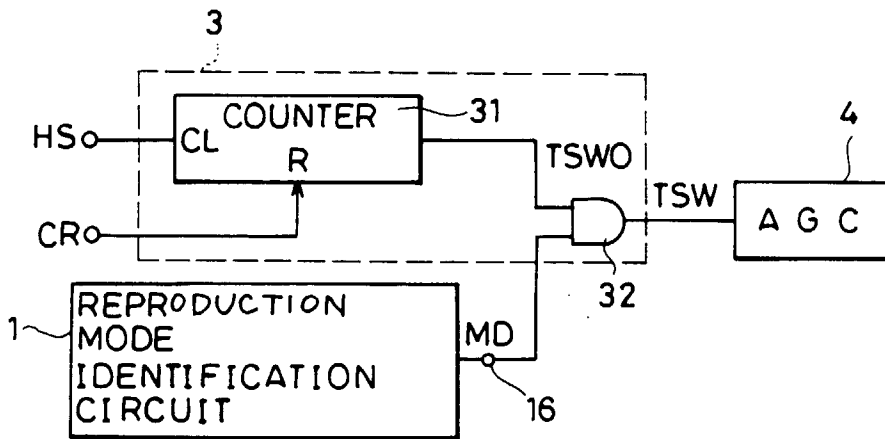 3
COUNTER
31
HS
CL
R
TSWO
4
TSW
A G C
CR
32
REPRODUCTION
MODE
IDENTIFICATION
CIRCUIT
1
MD
16